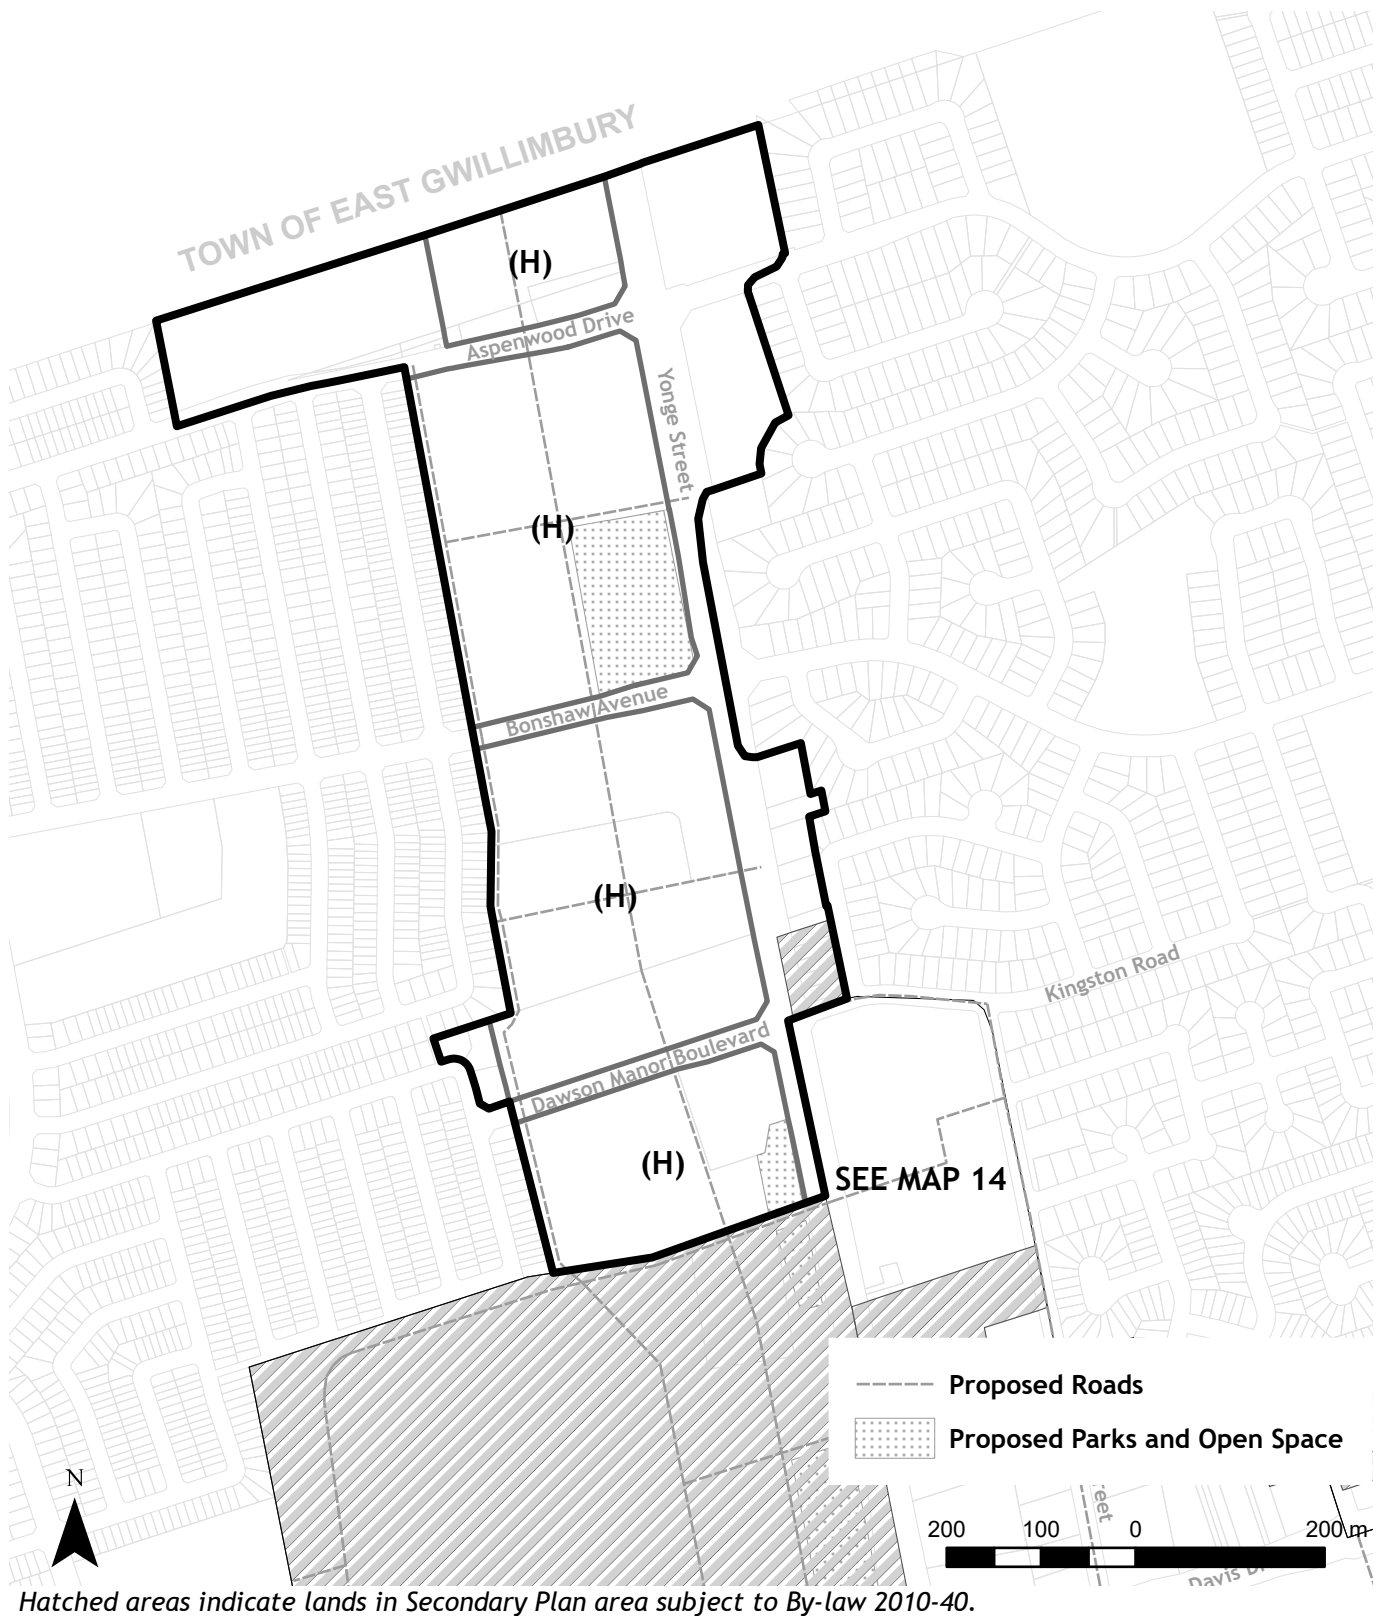 TOWN OF EAST GWILLIMBURY
(H)
Aspenwood Drive
Yonge Street
(H)
Bonshaw Avenue
(H)
Kingston Road
Dawson Manor Boulevard
(H)
SEE MAP 14
Proposed Roads
Proposed Parks and Open Space
N
eet
200 100 0 200 m
Davis D
Hatched areas indicate lands in Secondary Plan area subject to By-law 2010-40.